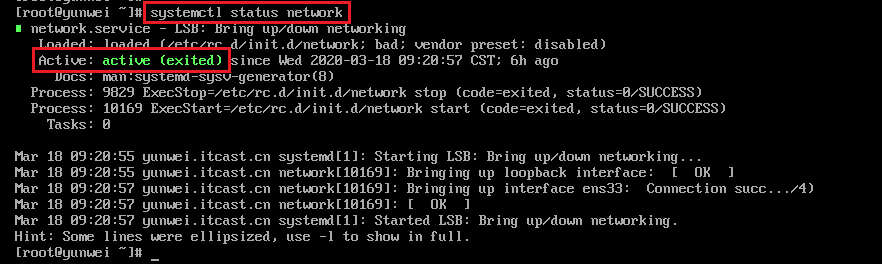 [root@yunwei ~]# systemctl status network
network.service - LSB: Bring up/down networking
Loaded: loaded (/etc/rc.d/init.d/network; bad; vendor preset: disabled)
Active: active (exited) since Wed 2020-03-18 09:20:57 CST; 6h ago
Docs: man:systemd-sysv-generator(8)
Process: 9829 ExecStop=/etc/rc.d/init.d/network stop (code=exited, status=0/SUCCESS)
Process: 10169 ExecStart=/etc/rc.d/init.d/network start (code=exited, status=0/SUCCESS)
Tasks: 0
Mar 18 09:20:55 yunwei.itcast.cn systemd[1]: Starting LSB: Bring up/down networking...
Mar 18 09:20:55 yunwei.itcast.cn network[10169]: Bringing up loopback interface:  [  OK  ]
Mar 18 09:20:57 yunwei.itcast.cn network[10169]: Bringing up interface ens33:  Connection succ.../4)
Mar 18 09:20:57 yunwei.itcast.cn network[10169]: [  OK  ]
Mar 18 09:20:57 yunwei.itcast.cn systemd[1]: Started LSB: Bring up/down networking.
Hint: Some lines were ellipsized, use -l to show in full.
[root@yunwei ~]# _